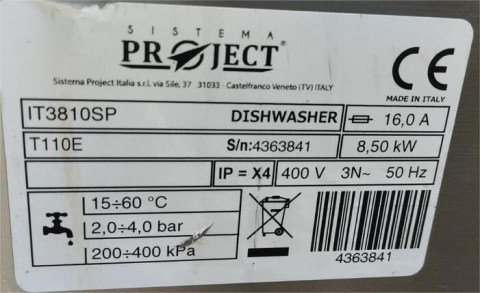 SISTEMA
PROJECT®
Sistema Project Italia s.r.l. via Sile, 37 31033 - Castelfranco Veneto (TV) ITALY
CE
MADE IN ITALY
IT3810SP DISHWASHER 16,0 A
T110E S/n:4363841 8,50 kW
IP = X4 400 V 3N~ 50 Hz
15÷60 °C
2,0÷4,0 bar
200÷400 kPa
4363841